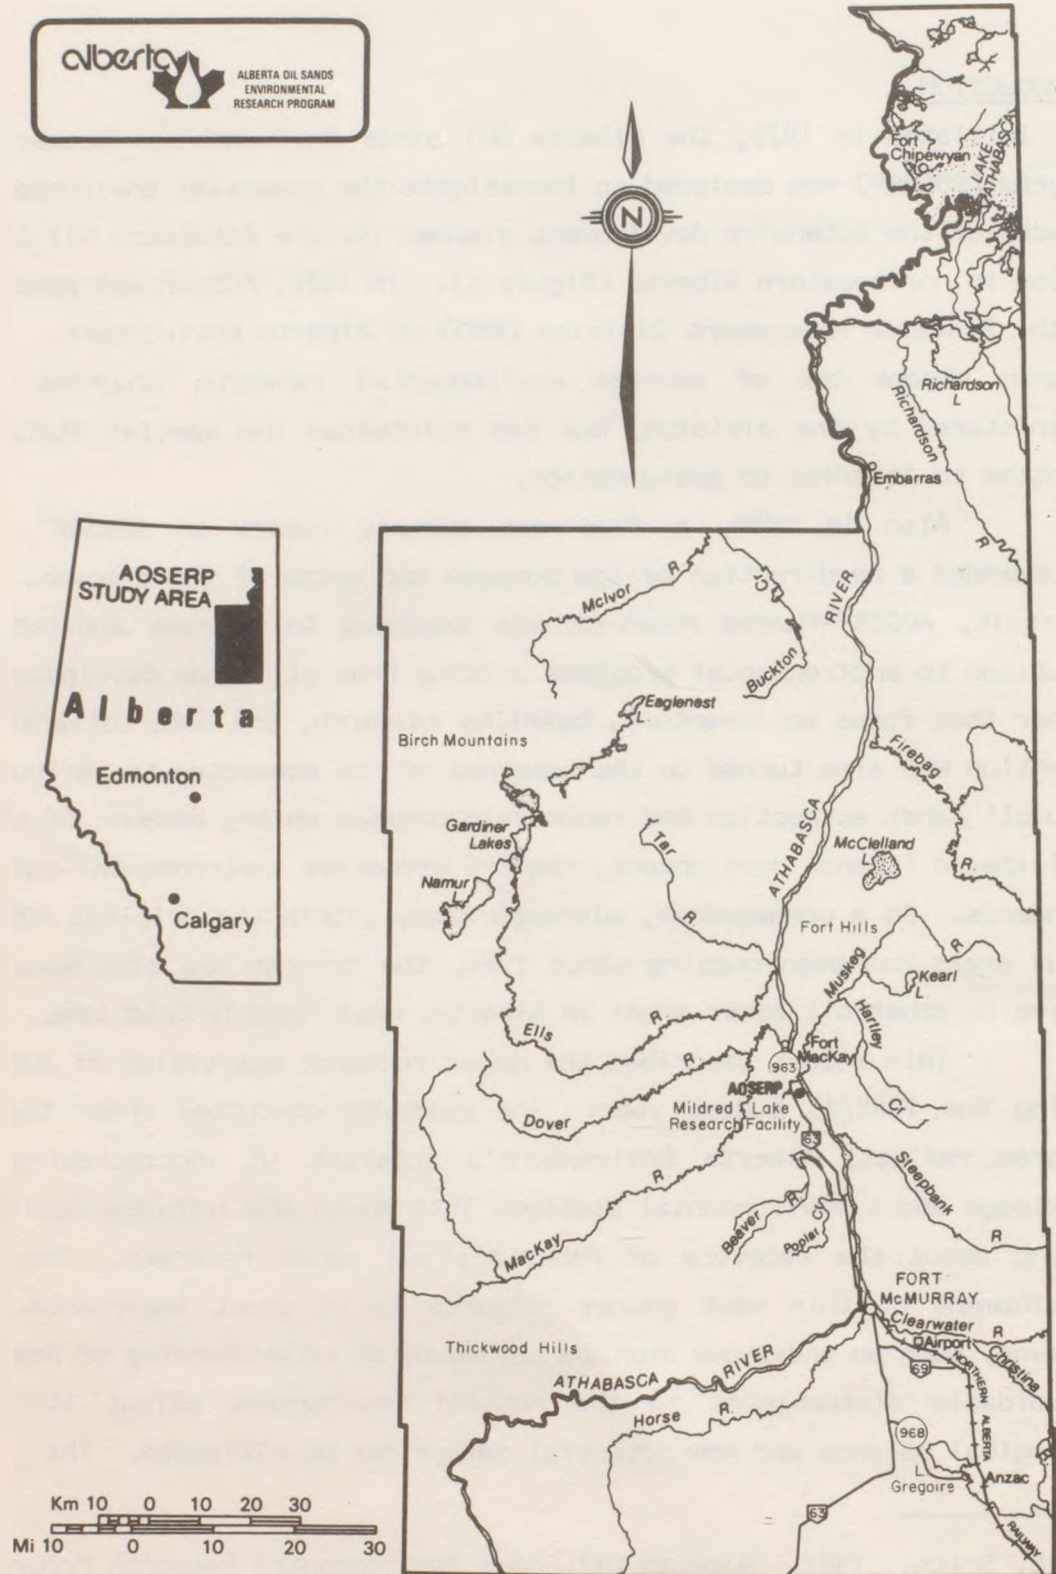 alberta
ALBERTA OIL SANDS
ENVIRONMENTAL
RESEARCH PROGRAM
N
Fort
Chipewyan
LAKE
ATHABASCA
Richardson
L
Richardson
R
Embarras
AOSERP
STUDY AREA
Alberta
Edmonton
Calgary
McIvor R
Cr
Buckton
RIVER
ATHABASCA
Eaglenest
L
Birch Mountains
Firebag
R
Gardiner
Lakes
Namur
L
Tar
R
McClelland
L
Fort Hills
Muskeg
R
Kearl
L
Hartley
Cr
Ells
R
Fort
MacKay
963
AOSERP
Mildred Lake
Research Facility
Dover
R
63
Steepbank
R
Beaver R
Poplar Cr
MacKay
R
FORT
McMURRAY
Clearwater
R
Airport
Christina
R
69
NORTHERN
ALBERTA
RAILWAY
Thickwood Hills
ATHABASCA RIVER
Horse R
968
L
Gregoire
Anzac
63
Km 10 0 10 20 30
Mi 10 0 10 20 30